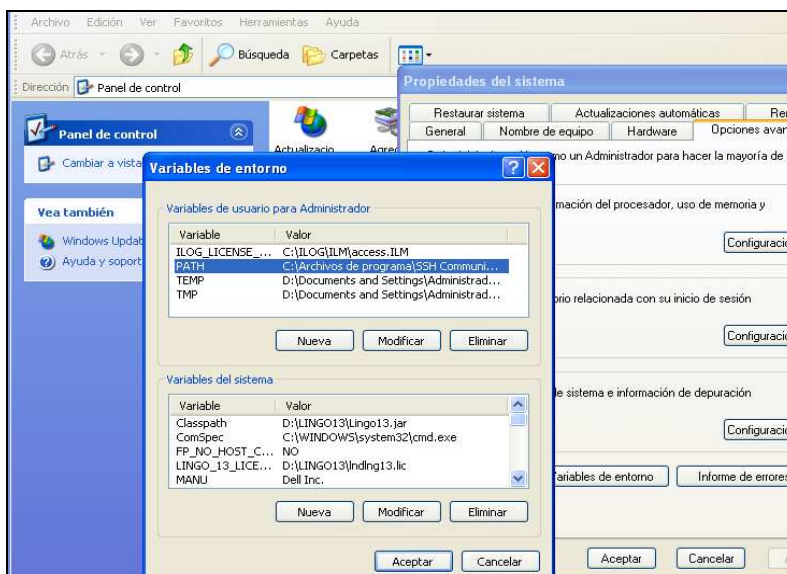 Archivo Edición Ver Favoritos Herramientas Ayuda
Atrás Búsqueda Carpetas
Dirección Panel de control
Propiedades del sistema
Restaurar sistema Actualizaciones automáticas Re
General Nombre de equipo Hardware Opciones avan
Panel de control
Actualizacio Agreg
Cambiar a vista
mo un Administrador para hacer la mayoría de
Variables de entorno
Vea también
Windows Updat
Ayuda y soport
Variables de usuario para Administrador
Variable Valor
ILOG_LICENSE_... C:\ILOG\ILM\access.ILM
PATH C:\Archivos de programa\SSH Communi...
TEMP D:\Documents and Settings\Administrad...
TMP D:\Documents and Settings\Administrad...
Nueva Modificar Eliminar
mación del procesador, uso de memoria y
Configuració
orio relacionada con su inicio de sesión
Configuració
Variables del sistema
Variable Valor
Classpath D:\LINGO13\Lingo13.jar
ComSpec C:\WINDOWS\system32\cmd.exe
FP_NO_HOST_C... NO
LINGO_13_LICE... D:\LINGO13\lndlng13.lic
MANU Dell Inc.
Nueva Modificar Eliminar
de sistema e información de depuración
Configuració
ariables de entorno Informe de errores
Aceptar Cancelar
Aceptar Cancelar A